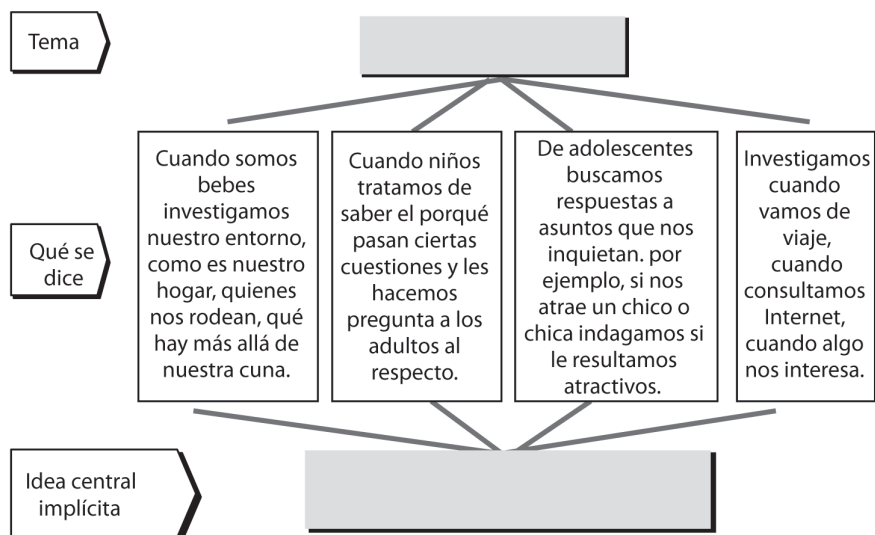 Tema
Cuando somos
bebes
investigamos
nuestro entorno,
como es nuestro
hogar, quienes
nos rodean, qué
hay más allá de
nuestra cuna.
Cuando niños
tratamos de
saber el porqué
pasan ciertas
cuestiones y les
hacemos
pregunta a los
adultos al
respecto.
De adolescentes
buscamos
respuestas a
asuntos que nos
inquietan. por
ejemplo, si nos
atrae un chico o
chica indagamos si
le resultamos
atractivos.
Investigamos
cuando
vamos de
viaje,
cuando
consultamos
Internet,
cuando algo
nos interesa.
Qué se
dice
Idea central
implícita